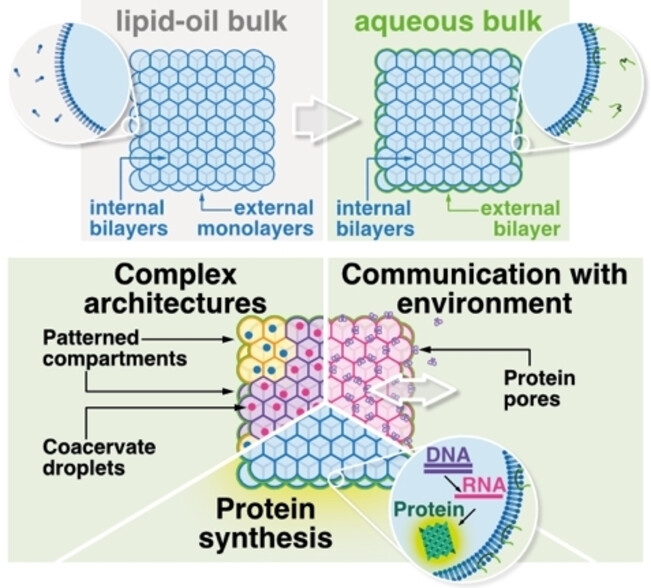 lipid-oil bulk
aqueous bulk
internal
bilayers
external
monolayers
internal
bilayers
external
bilayer
Complex
architectures
Communication with
environment
Patterned
compartments
Protein
pores
Coacervate
droplets
DNA
RNA
Protein
Protein
synthesis